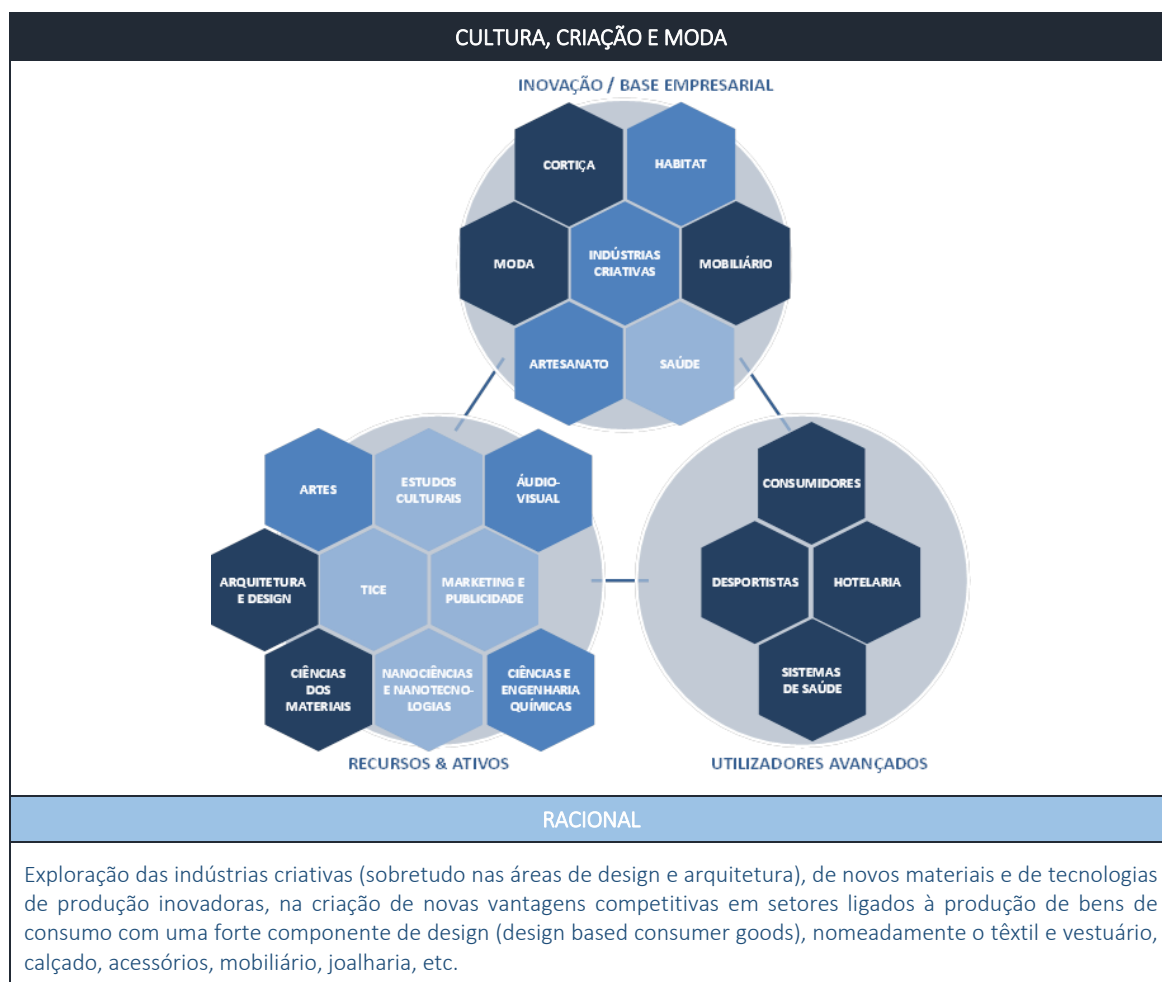 CULTURA, CRIAÇÃO E MODA
INOVAÇÃO / BASE EMPRESARIAL
CORTIÇA
HABITAT
MODA
INDÚSTRIAS
CRIATIVAS
MOBILIÁRIO
ARTESANATO
SAÚDE
ARTES
ESTUDOS
CULTURAIS
ÁUDIO-
VISUAL
ARQUITETURA
E DESIGN
TICE
MARKETING E
PUBLICIDADE
CIÊNCIAS
DOS
MATERIAIS
NANOCIÊNCIAS
E NANOTECNO-
LOGIAS
CIÊNCIAS E
ENGENHARIA
QUÍMICAS
RECURSOS & ATIVOS
CONSUMIDORES
DESPORTISTAS
HOTELARIA
SISTEMAS
DE SAÚDE
UTILIZADORES AVANÇADOS
RACIONAL
Exploração das indústrias criativas (sobretudo nas áreas de design e arquitetura), de novos materiais e de tecnologias
de produção inovadoras, na criação de novas vantagens competitivas em setores ligados à produção de bens de
consumo com uma forte componente de design (design based consumer goods), nomeadamente o têxtil e vestuário,
calçado, acessórios, mobiliário, joalharia, etc.